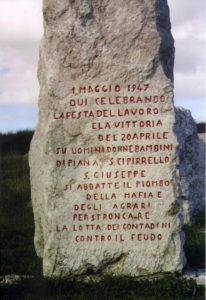 1. MAGGIO 1947
QUI CELEBRANDO
LA FESTA DEL LAVORO
E LA VITTORIA
DEL 20 APRILE
SU UOMINI DONNE BAMBINI
DI PIANA S. CIPIRRELLO
S. GIUSEPPE
SI ABBATTE IL PIOMBO
DELLA MAFIA E
DEGLI AGRARI
PER STRONCARE
LA LOTTA DEI CONTADINI
CONTRO IL FEUDO